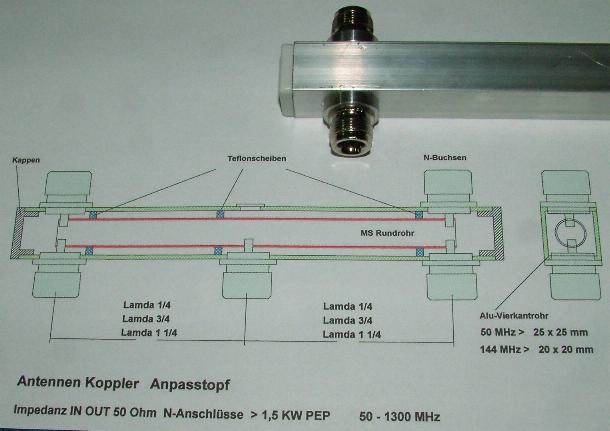 Kappen
Teflonscheiben
N-Buchsen
MS Rundrohr
Lamda 1/4
Lamda 3/4
Lamda 1 1/4
Lamda 1/4
Lamda 3/4
Lamda 1 1/4
Alu-Vierkantrohr
50 MHz > 25 x 25 mm
144 MHz > 20 x 20 mm
Antennen Koppler Anpasstopf
Impedanz IN OUT 50 Ohm N-Anschlüsse > 1,5 KW PEP 50 - 1300 MHz